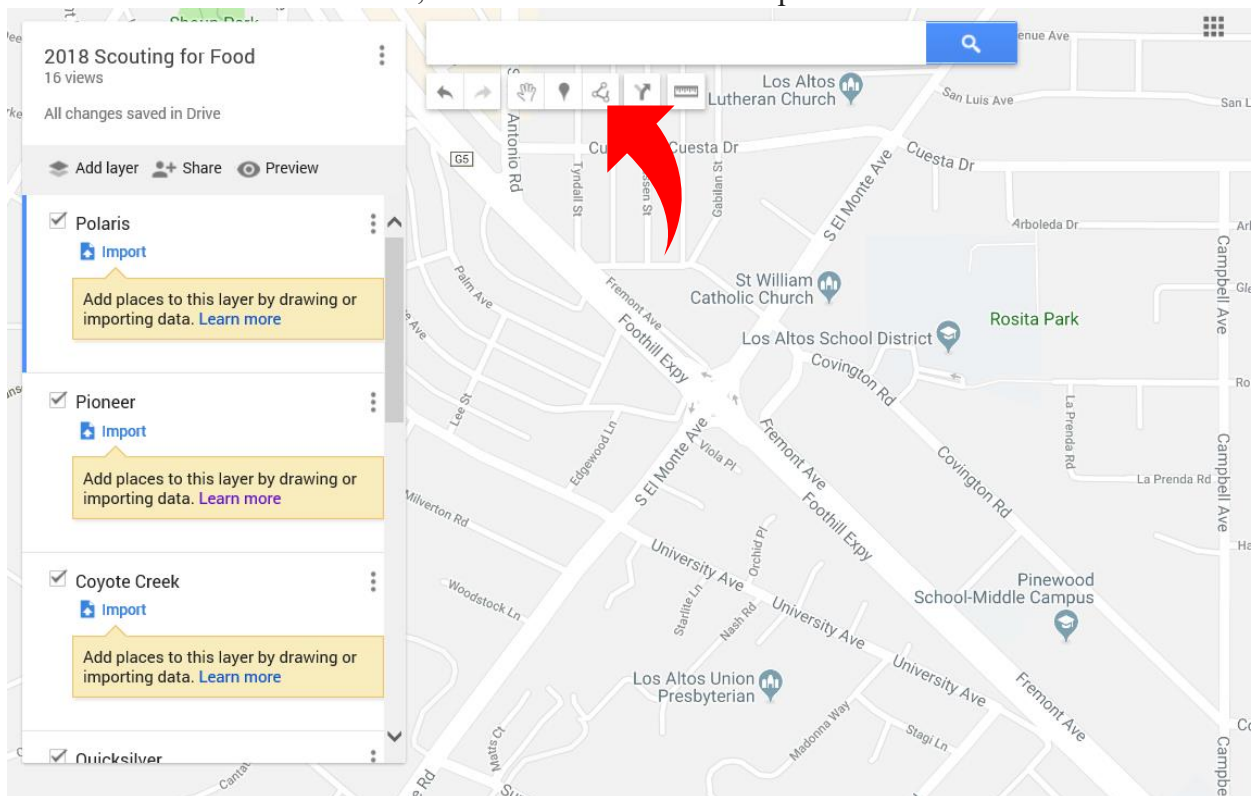 2018 Scouting for Food
16 views
All changes saved in Drive
Add layer Share Preview
Polaris
Import
Add places to this layer by drawing or
importing data. Learn more
Pioneer
Import
Add places to this layer by drawing or
importing data. Learn more
Coyote Creek
Import
Add places to this layer by drawing or
importing data. Learn more
Quicksilver
enue Ave
Los Altos
Lutheran Church
San Luis Ave
San L
Antonio Rd
G5
Cuesta Dr
Cuesta Dr
Tyndall St
Gabilan St
S El Monte Ave
Arboleda Dr
Campbell Ave
Palm Ave
St William
Catholic Church
Fremont Ave
Foothill Expy
Los Altos School District
Rosita Park
Covington Rd
Lee St
Edgewood Ln
S El Monte Ave
Viola Pl
Fremont Ave
Foothill Expy
Covington Rd
La Prenda Rd
La Prenda Rd
Campbell Ave
Milverton Rd
University Ave
Orchid Pl
Pinewood
School-Middle Campus
Woodstock Ln
Starlite Ln
Nash Rd
University Ave
Los Altos Union
Presbyterian
University Ave
Fremont Ave
Madonna Way
Stagi Ln
Matts Ct
Campbe